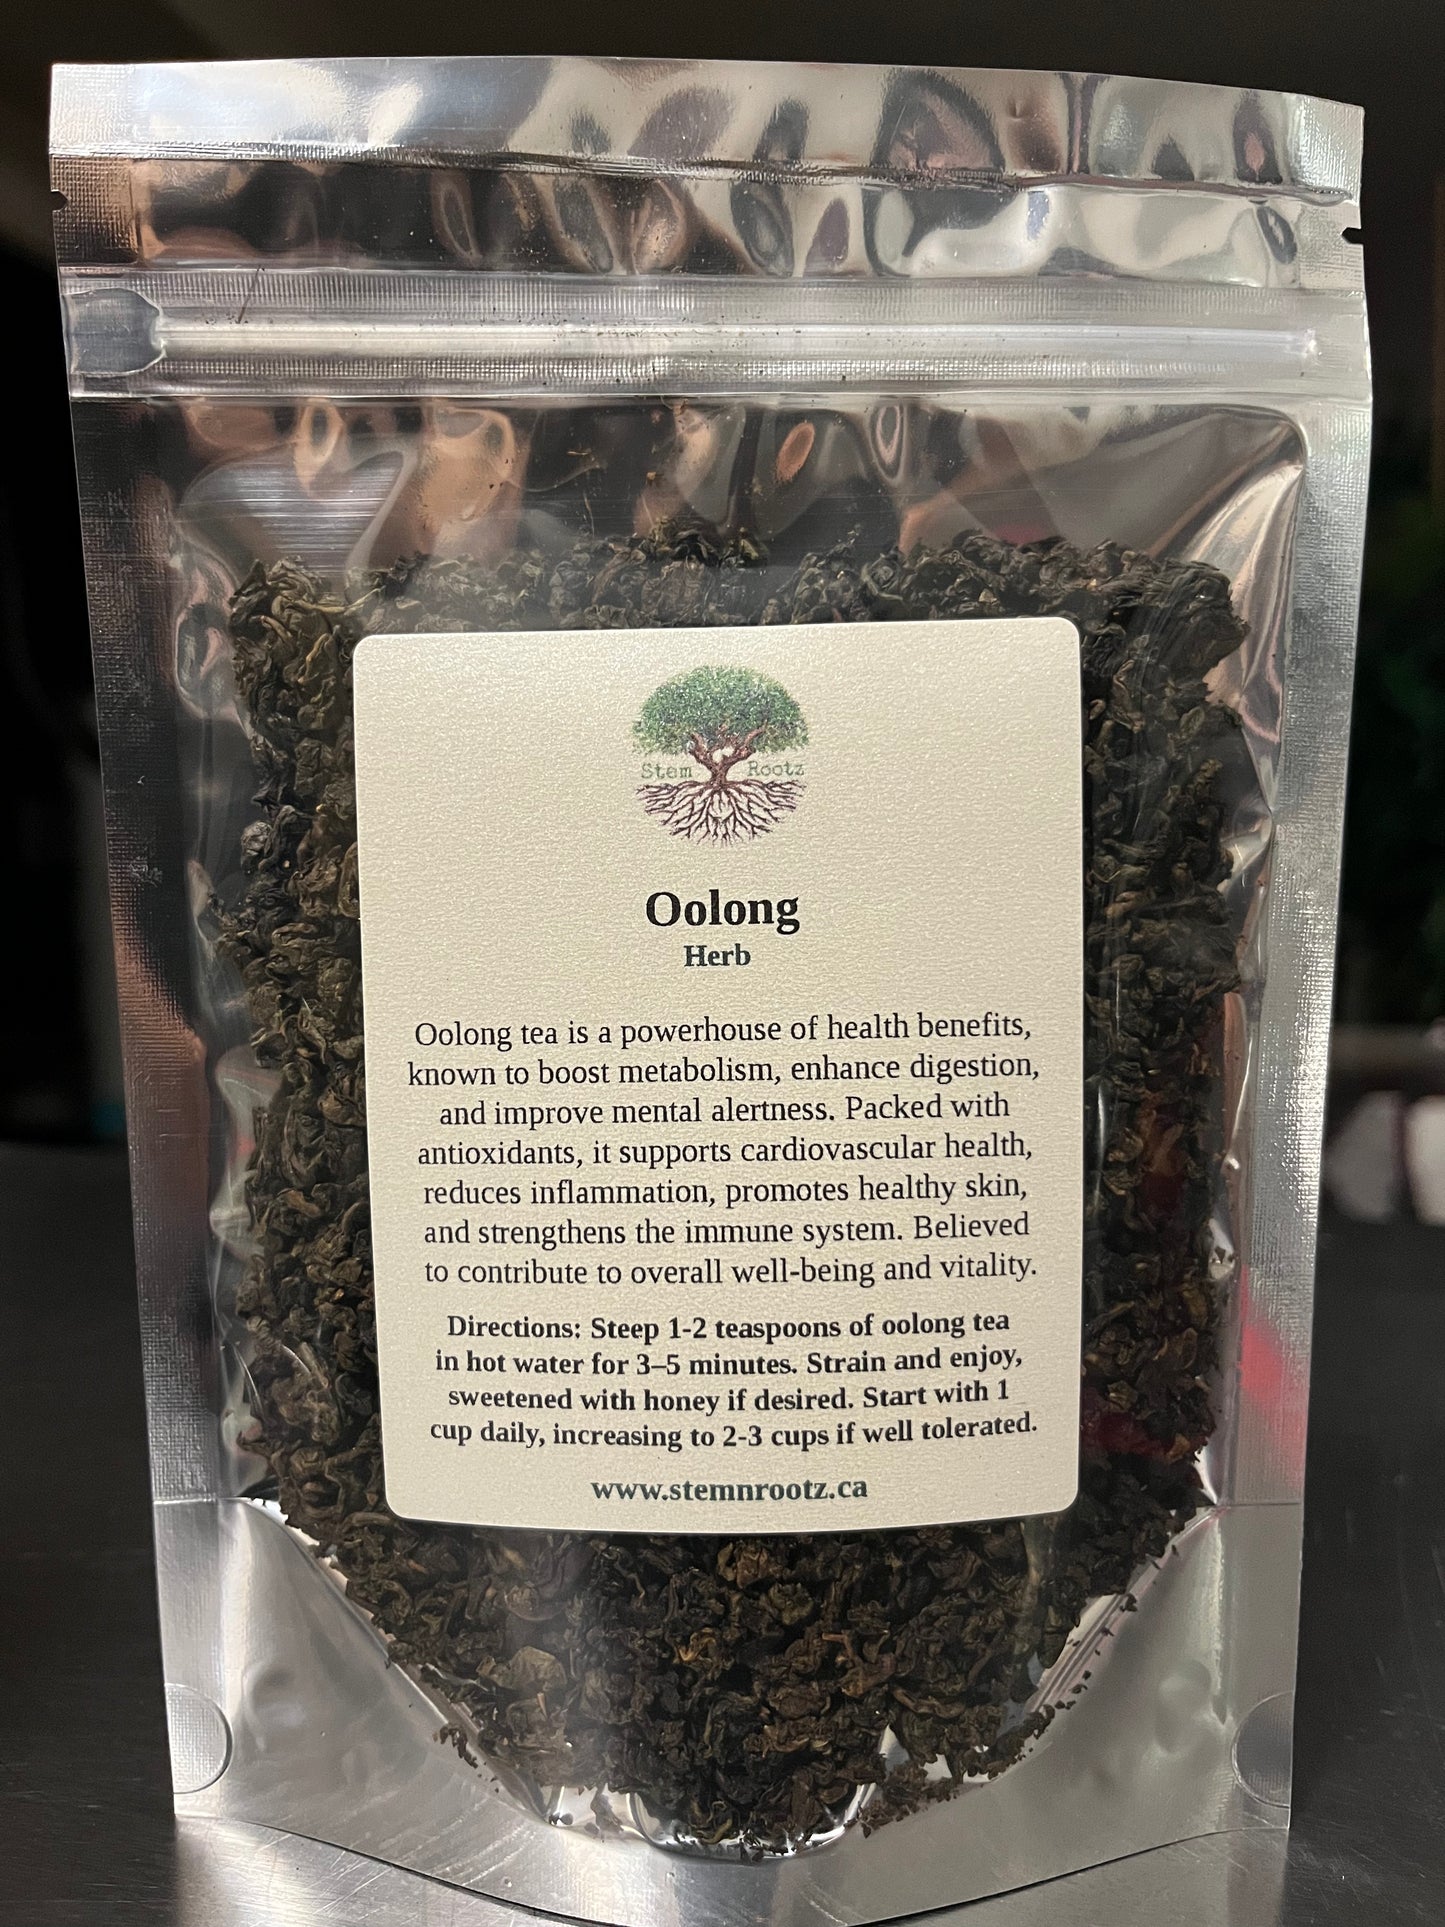 Stem Rootz
Oolong
Herb
Oolong tea is a powerhouse of health benefits,
known to boost metabolism, enhance digestion,
and improve mental alertness. Packed with
antioxidants, it supports cardiovascular health,
reduces inflammation, promotes healthy skin,
and strengthens the immune system. Believed
to contribute to overall well-being and vitality.
Directions: Steep 1-2 teaspoons of oolong tea
in hot water for 3–5 minutes. Strain and enjoy,
sweetened with honey if desired. Start with 1
cup daily, increasing to 2-3 cups if well tolerated.
www.stemnrootz.ca